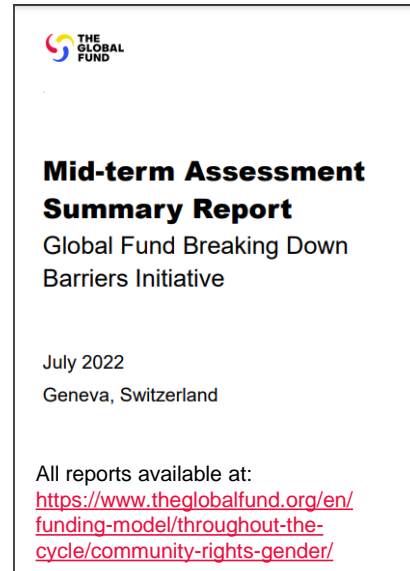 THE
GLOBAL
FUND
Mid-term Assessment
Summary Report
Global Fund Breaking Down
Barriers Initiative
July 2022
Geneva, Switzerland
All reports available at:
https://www.theglobalfund.org/en/
funding-model/throughout-the-
cycle/community-rights-gender/